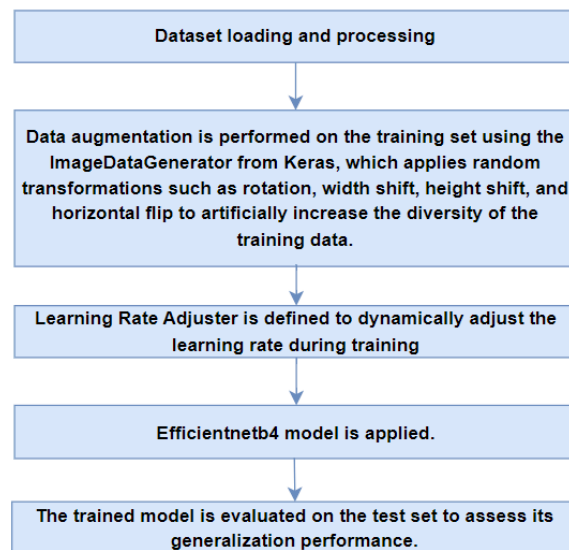 Dataset loading and processing
Data augmentation is performed on the training set using the
ImageDataGenerator from Keras, which applies random
transformations such as rotation, width shift, height shift, and
horizontal flip to artificially increase the diversity of the
training data.
Learning Rate Adjuster is defined to dynamically adjust the
learning rate during training
Efficientnetb4 model is applied.
The trained model is evaluated on the test set to assess its
generalization performance.